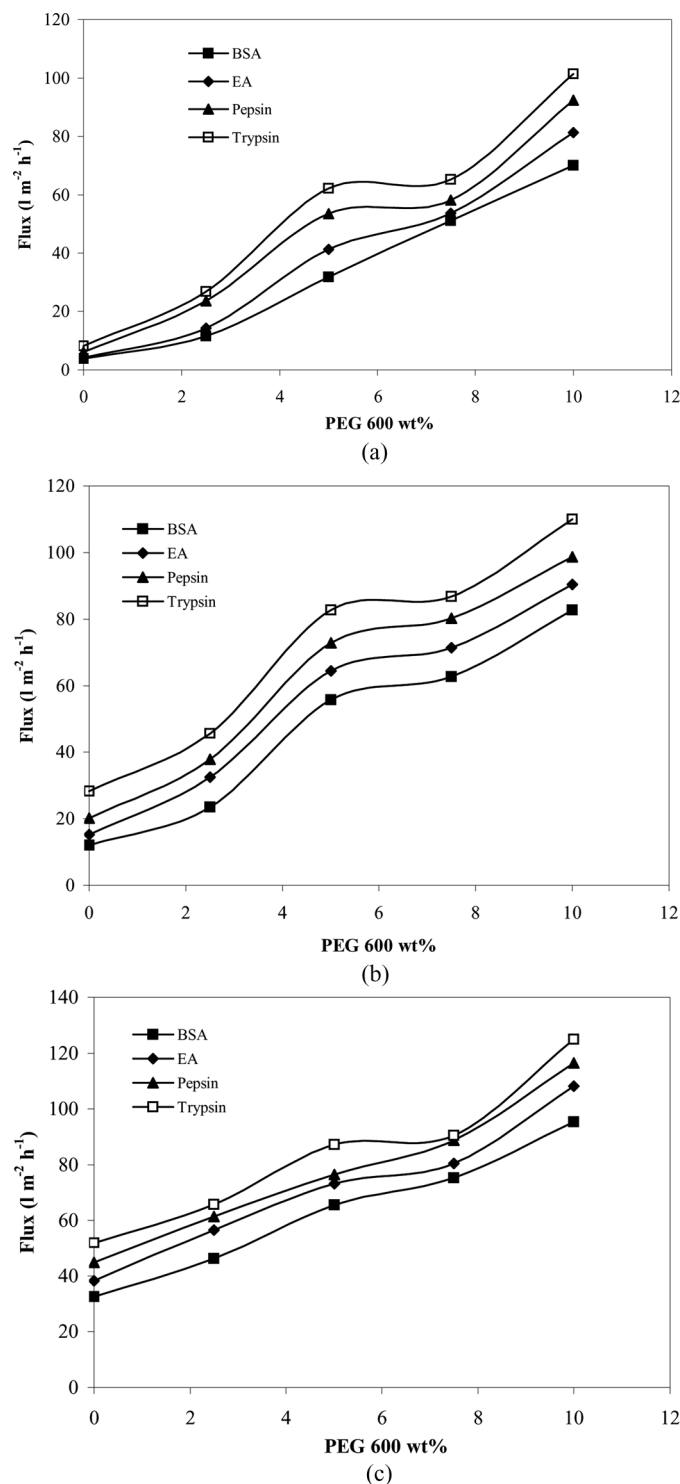 120
100
80
60
40
20
0
Flux (l m⁻² h⁻¹)
BSA
EA
Pepsin
Trypsin
0 2 4 6 8 10 12
PEG 600 wt%
(a)
120
100
80
60
40
20
0
Flux (l m⁻² h⁻¹)
BSA
EA
Pepsin
Trypsin
0 2 4 6 8 10 12
PEG 600 wt%
(b)
140
120
100
80
60
40
20
0
Flux (l m⁻² h⁻¹)
BSA
EA
Pepsin
Trypsin
0 2 4 6 8 10 12
PEG 600 wt%
(c)